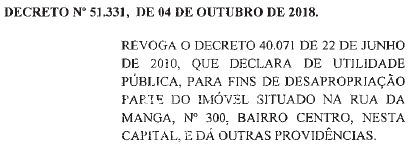 DECRETO Nº 51.331, DE 04 DE OUTUBRO DE 2018.
REVOGA O DECRETO 40.071 DE 22 DE JUNHO
DE 2010, QUE DECLARA DE UTILIDADE
PÚBLICA, PARA FINS DE DESAPROPRIAÇÃO
PARTE DO IMÓVEL SITUADO NA RUA DA
MANGA, Nº 300, BAIRRO CENTRO, NESTA
CAPITAL, E DÁ OUTRAS PROVIDÊNCIAS.